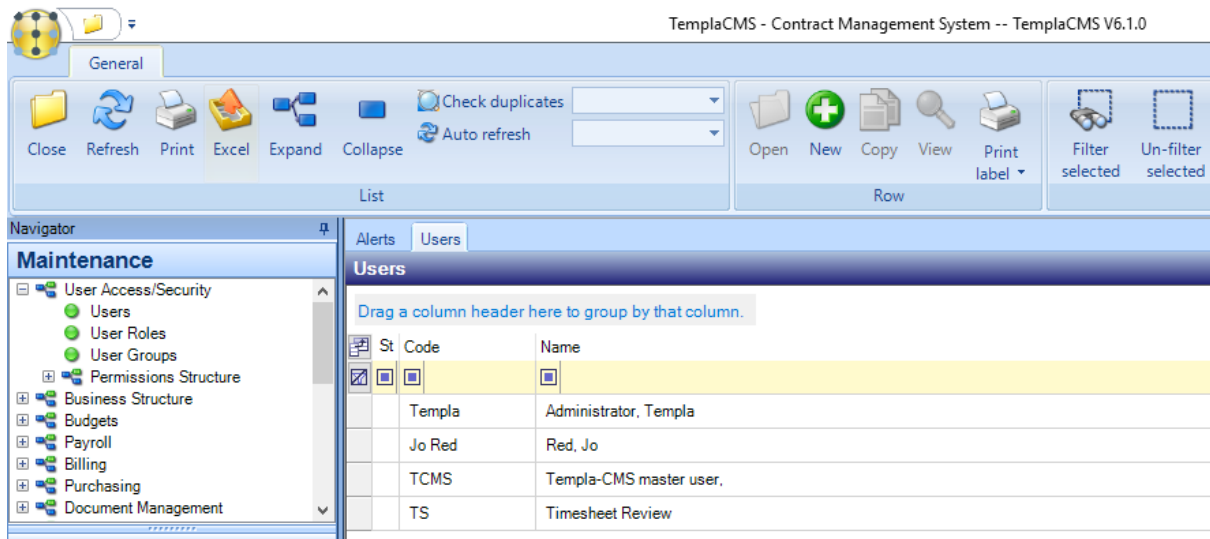 TemplaCMS - Contract Management System -- TemplaCMS V6.1.0
General
Close
Refresh
Print
Excel
Expand
Collapse
Check duplicates
Auto refresh
List
Open
New
Copy
View
Print label
Row
Filter selected
Un-filter selected
Navigator
Maintenance
User Access/Security
Users
User Roles
User Groups
Permissions Structure
Business Structure
Budgets
Payroll
Billing
Purchasing
Document Management
Alerts Users
Users
Drag a column header here to group by that column.
St Code Name
Templa Administrator, Templa
Jo Red Red, Jo
TCMS Templa-CMS master user,
TS Timesheet Review